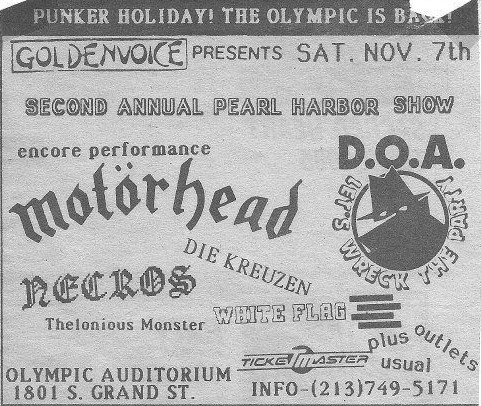 PUNKER HOLIDAY! THE OLYMPIC IS BACK!
GOLDENVOICE PRESENTS SAT. NOV. 7th
SECOND ANNUAL PEARL HARBOR SHOW
encore performance
motörhead
D.O.A.
LET'S WRECK THE PARTY
DIE KREUZEN
NECROS
WHITE FLAG
Thelonious Monster
TICKETMASTER plus outlets
usual
OLYMPIC AUDITORIUM
1801 S. GRAND ST.
INFO-(213)749-5171